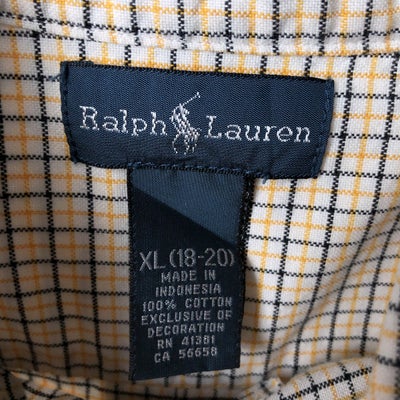 Ralph Lauren
XL (18-20)
MADE IN
INDONESIA
100% COTTON
EXCLUSIVE OF
DECORATION
RN 41381
CA 56658